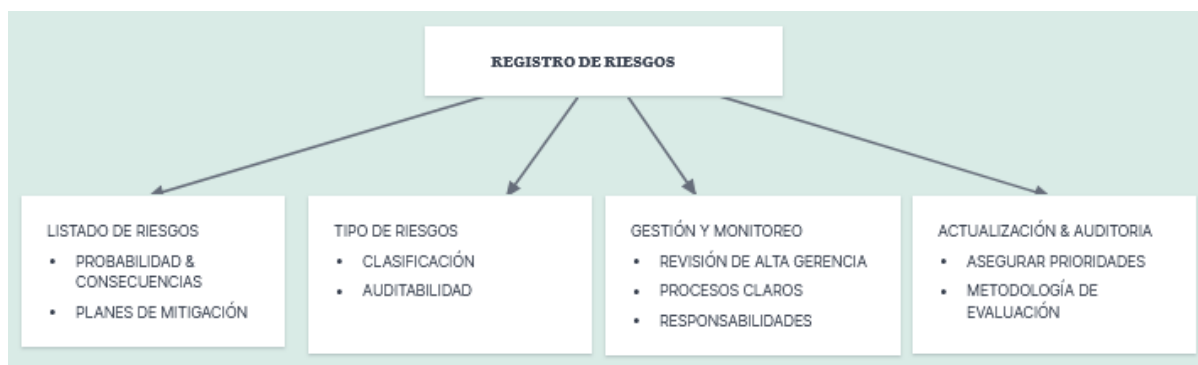 REGISTRO DE RIESGOS
LISTADO DE RIESGOS
• PROBABILIDAD &
CONSECUENCIAS
• PLANES DE MITIGACIÓN
TIPO DE RIESGOS
• CLASIFICACIÓN
• AUDITABILIDAD
GESTIÓN Y MONITOREO
• REVISIÓN DE ALTA GERENCIA
• PROCESOS CLAROS
• RESPONSABILIDADES
ACTUALIZACIÓN & AUDITORIA
• ASEGURAR PRIORIDADES
• METODOLOGÍA DE
EVALUACIÓN